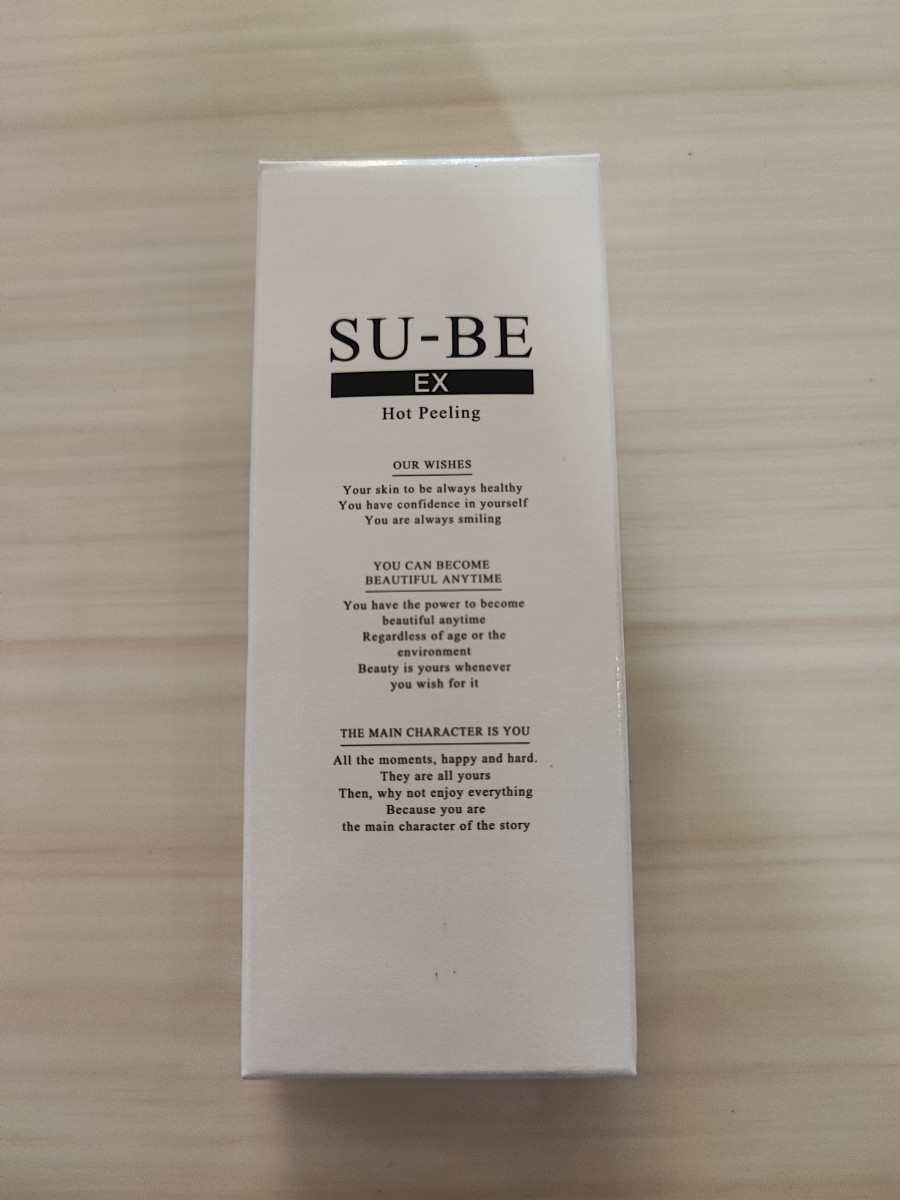 SU-BE
EX
Hot Peeling
OUR WISHES
Your skin to be always healthy
You have confidence in yourself
You are always smiling
YOU CAN BECOME
BEAUTIFUL ANYTIME
You have the power to become
beautiful anytime
Regardless of age or the
environment
Beauty is yours whenever
you wish for it
THE MAIN CHARACTER IS YOU
All the moments, happy and hard.
They are all yours
Then, why not enjoy everything
Because you are
the main character of the story